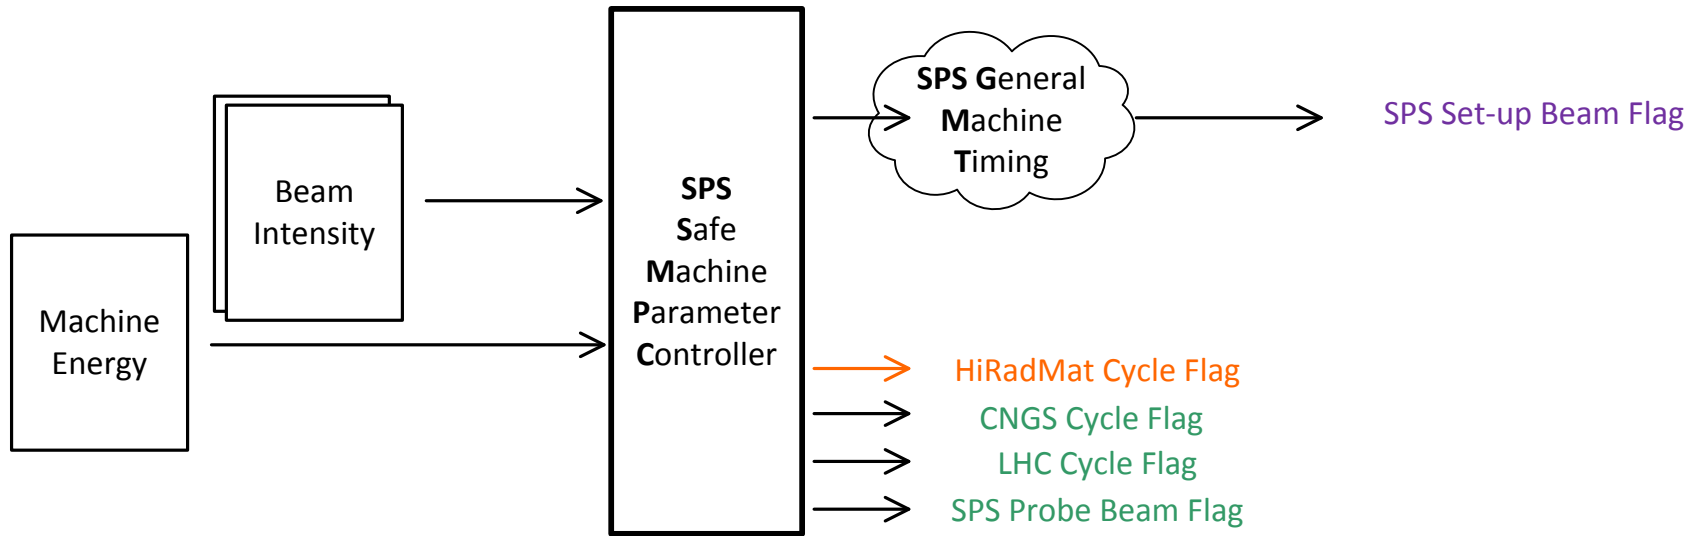 Machine
Energy
Beam
Intensity
SPS
Safe
Machine
Parameter
Controller
SPS General
Machine
Timing
SPS Set-up Beam Flag
HiRadMat Cycle Flag
CNGS Cycle Flag
LHC Cycle Flag
SPS Probe Beam Flag